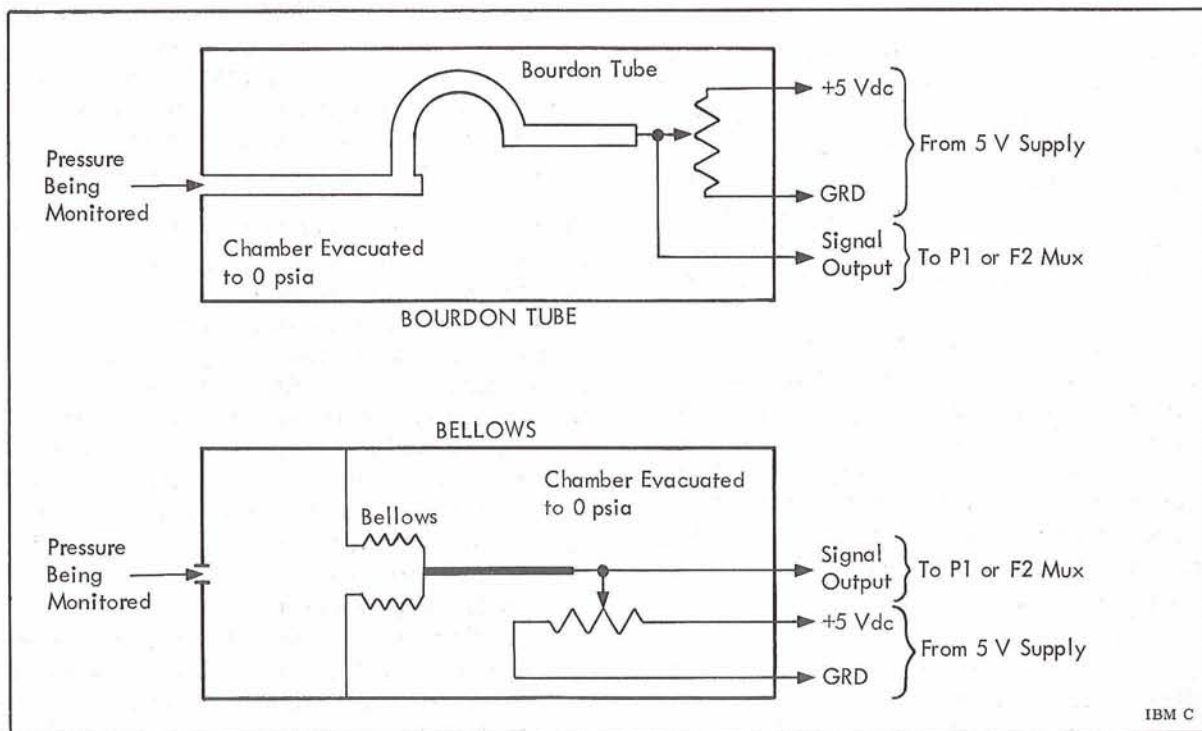 Bourdon Tube
+5 Vdc
From 5 V Supply
Pressure
Being
Monitored
GRD
Chamber Evacuated
to 0 psia
Signal
Output
To P1 or F2 Mux
BOURDON TUBE
BELLOWS
Chamber Evacuated
to 0 psia
Bellows
Pressure
Being
Monitored
Signal
Output
To P1 or F2 Mux
+5 Vdc
From 5 V Supply
GRD
IBM C